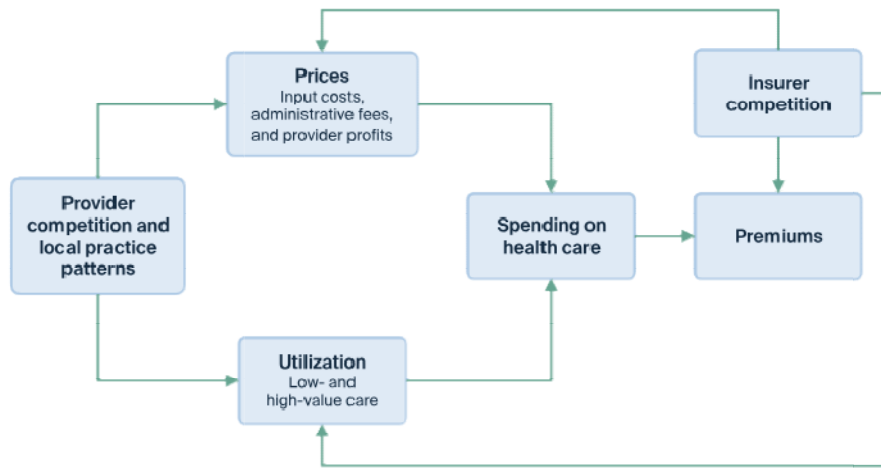 Prices
Input costs,
administrative fees,
and provider profits
Insurer
competition
Provider
competition and
local practice
patterns
Spending on
health care
Premiums
Utilization
Low- and
high-value care